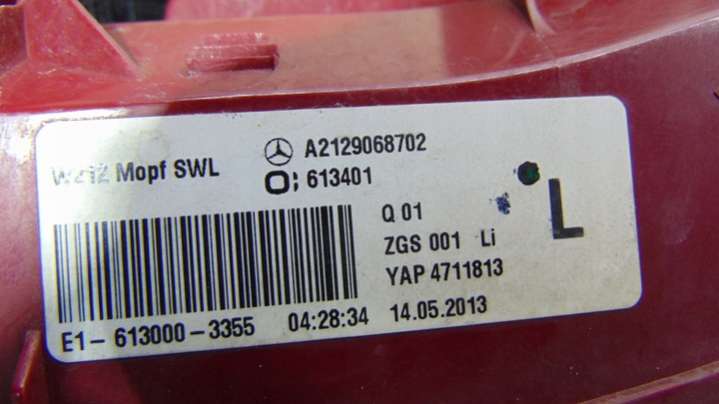 W212 Mopf SWL
A2129068702
613401
Q 01
ZGS 001 Li
YAP 4711813
L
E1-613000-3355 04:28:34 14.05.2013